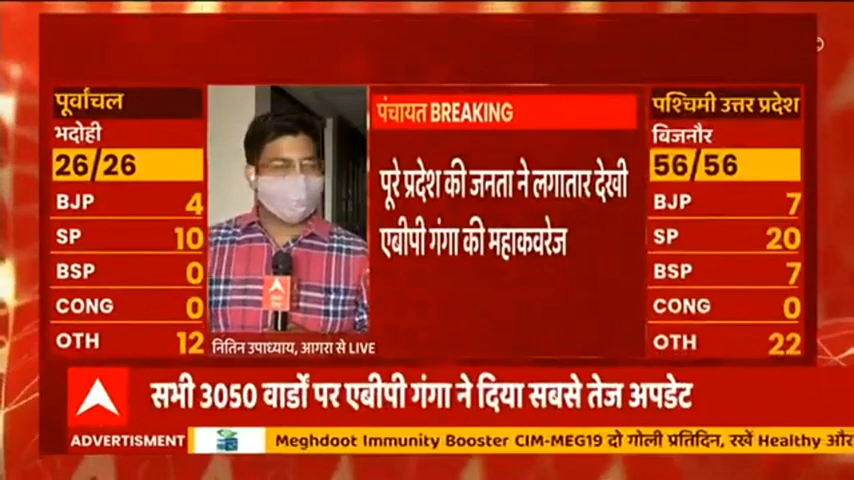 पूर्वांचल
भदोही
26/26
BJP 4
SP 10
BSP 0
CONG 0
OTH 12
नितिन उपाध्याय, आगरा से LIVE
पंचायत BREAKING
पूरे प्रदेश की जनता ने लगातार देखी
एबीपी गंगा की महाकवरेज
पश्चिमी उत्तर प्रदेश
बिजनौर
56/56
BJP 7
SP 20
BSP 7
CONG 0
OTH 22
सभी 3050 वार्डों पर एबीपी गंगा ने दिया सबसे तेज अपडेट
ADVERTISMENT
Meghdoot Immunity Booster CIM-MEG19 दो गोली प्रतिदिन, रखें Healthy और